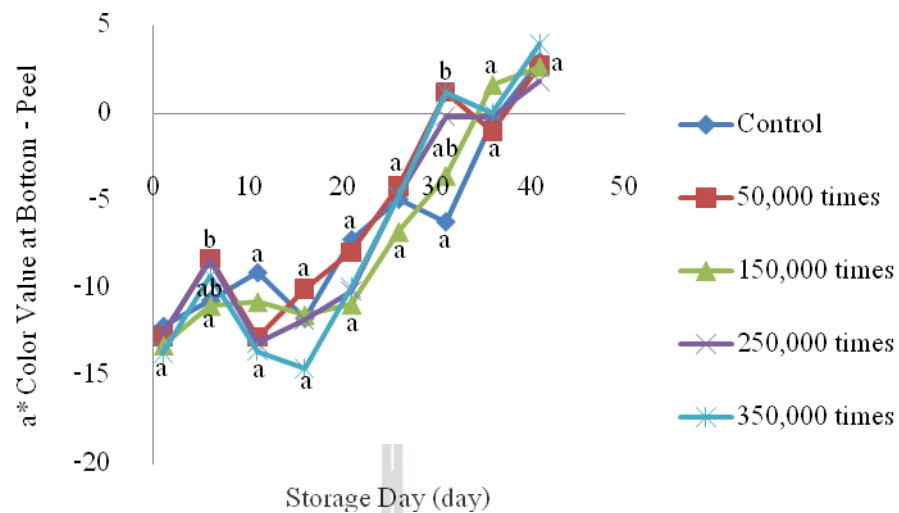 5
0
-5
-10
-15
-20
0 10 20 30 40 50
a* Color Value at Bottom - Peel
Storage Day (day)
a
b
ab
a
a
a
a
a
a
a
a
a
b
ab
a
a
a
a
Control
50,000 times
150,000 times
250,000 times
350,000 times